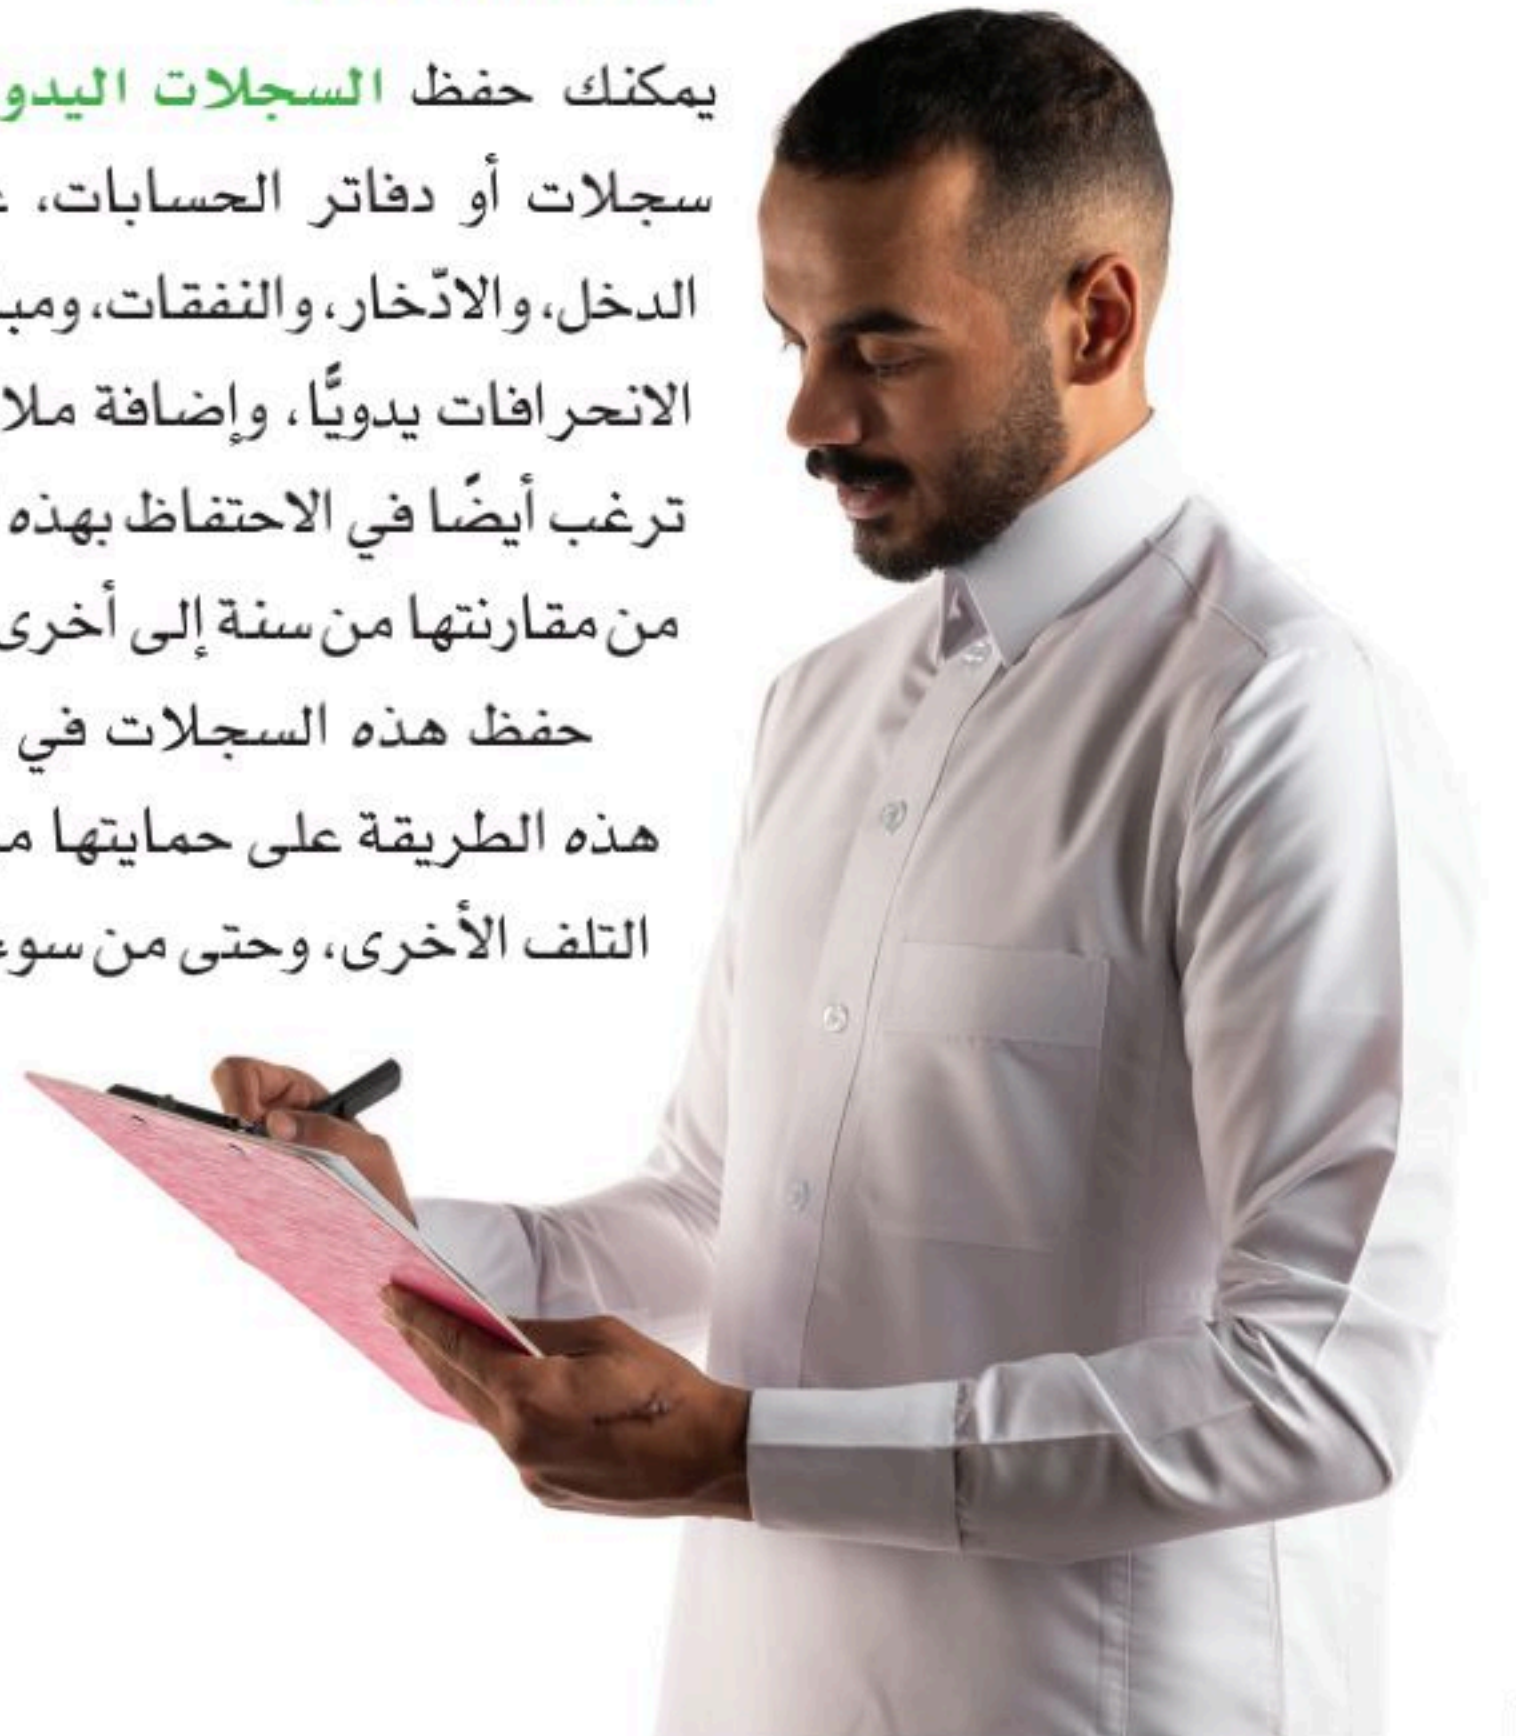 يمكنك حفظ السجلات اليدو
سجلات أو دفاتر الحسابات،
الدخل، والادّخار، والنفقات، ومبـ
الانحرافات يدويًّا، وإضافة ملا
ترغب أيضًا في الاحتفاظ بهذه
من مقارنتها من سنة إلى أخرى
حفظ هذه السجلات في
هذه الطريقة على حمايتها مـ
التلف الأخرى، وحتى من سوء